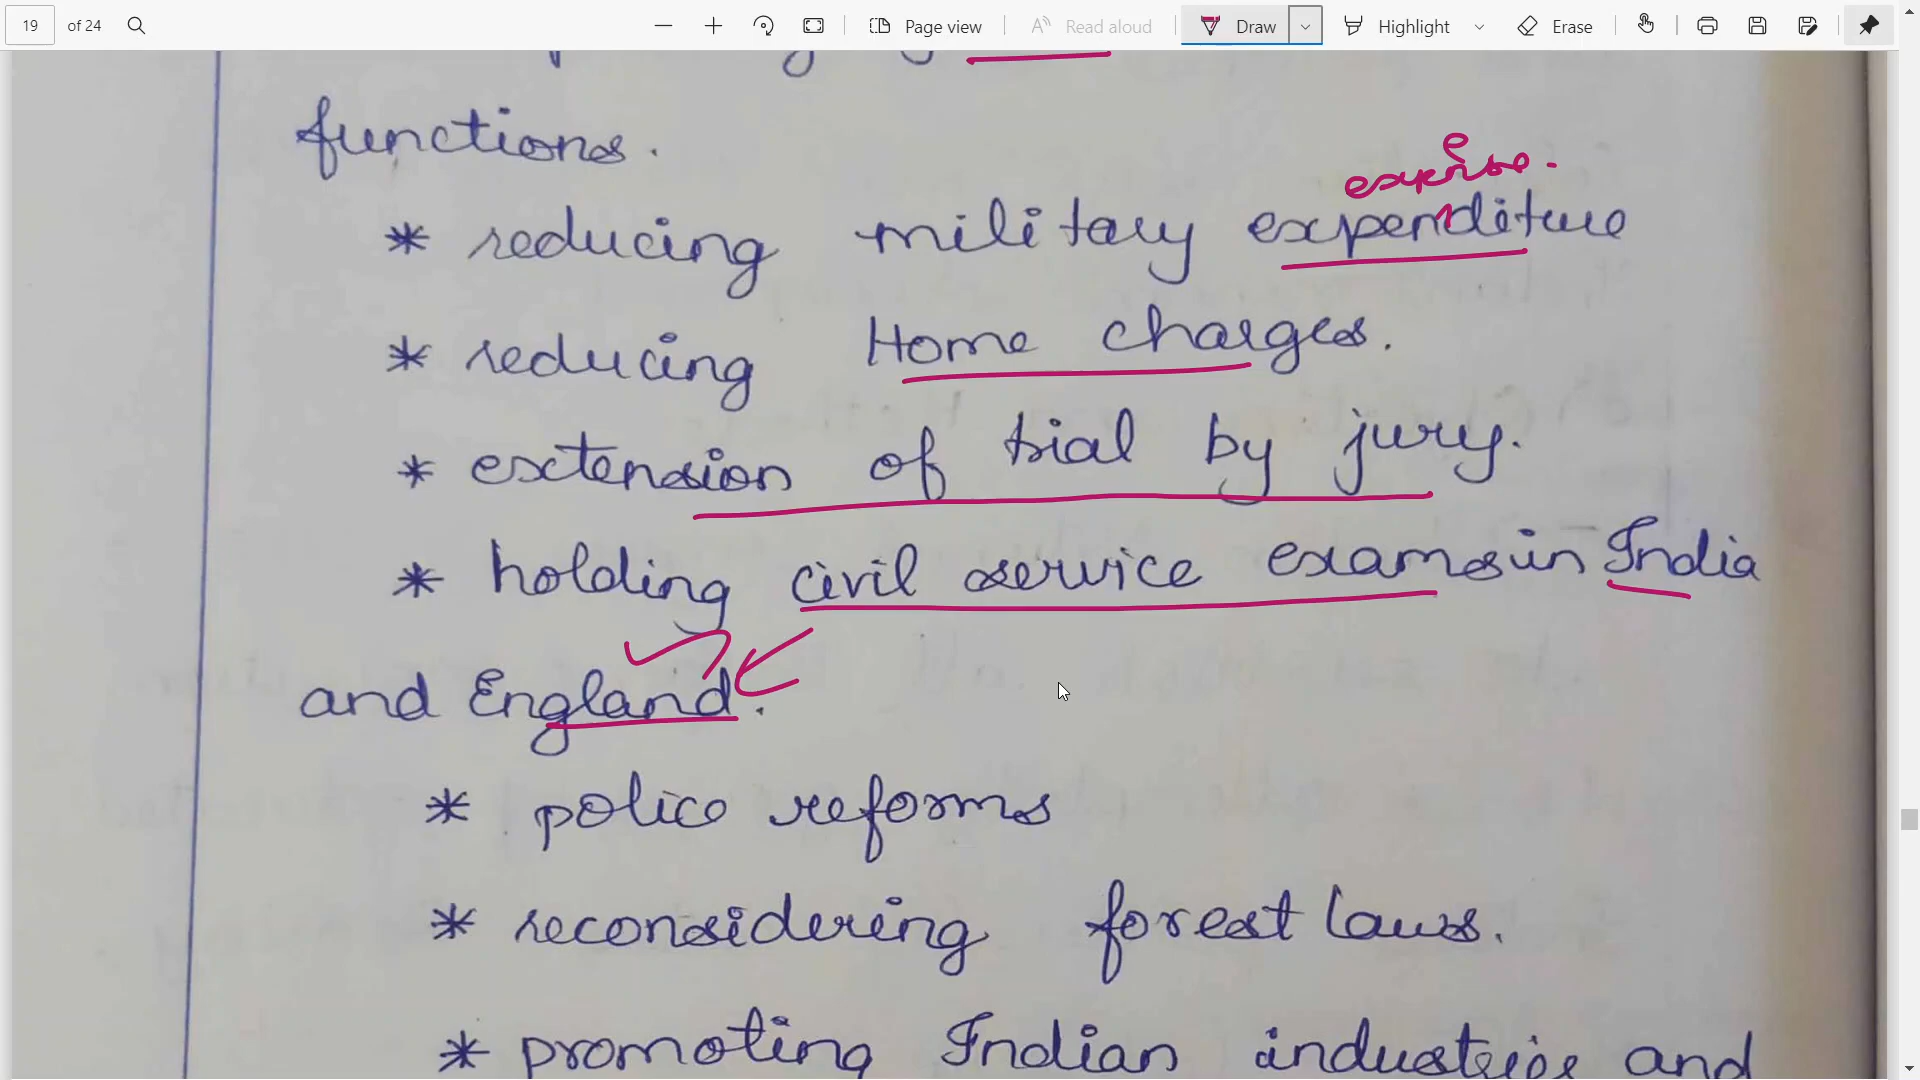 19 of 24 Page view Read aloud Draw Highlight Erase
functions.
expense.
* reducing military expenditure
* reducing Home charges.
* extension of trial by jury.
* holding civil service exams in India
and England.
* police reforms
* reconsidering forest laws.
* promoting Indian industries and